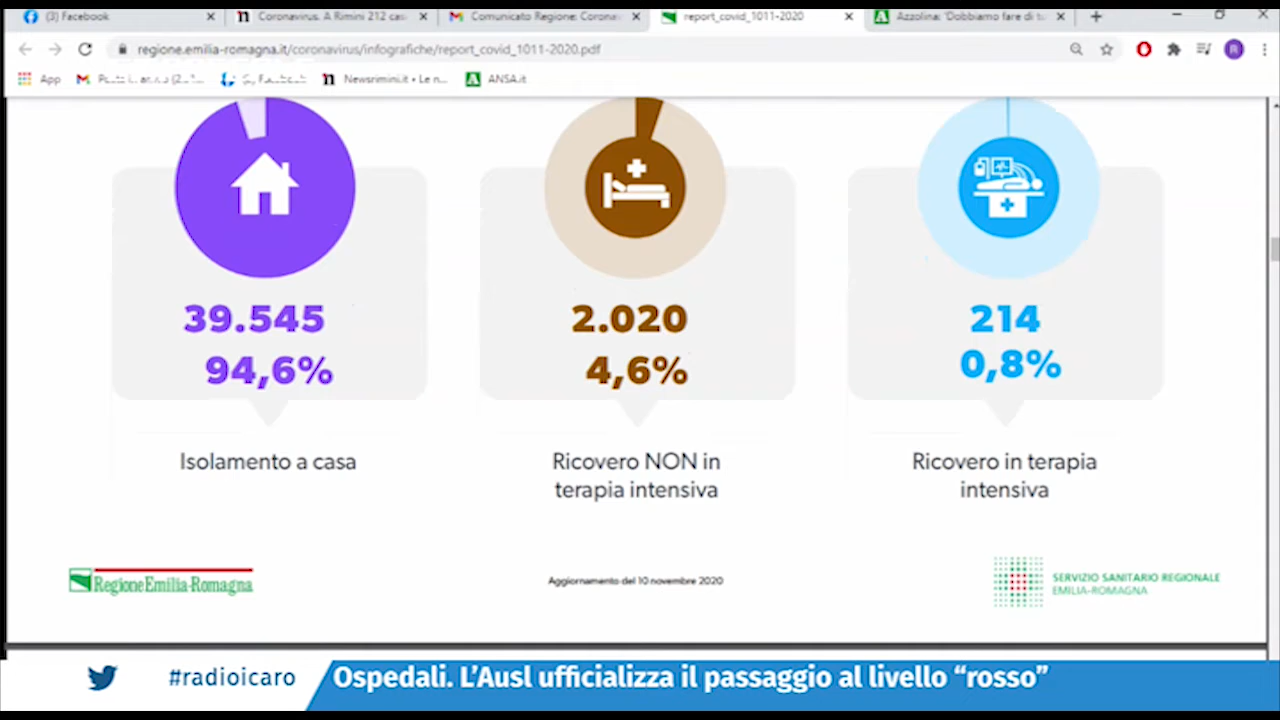 (3) Facebook
Coronavirus. A Rimini 212 cas
Comunicato Regione: Corona
report_covid_1011-2020
Azzolina: 'Dobbiamo fare di t
regione.emilia-romagna.it/coronavirus/infografiche/report_covid_1011-2020.pdf
R
App
Newsrimini.it • Le n...
ANSA.it
39.545
94,6%
Isolamento a casa
2.020
4,6%
Ricovero NON in
terapia intensiva
214
0,8%
Ricovero in terapia
intensiva
RegioneEmilia-Romagna
Aggiornamento del 10 novembre 2020
SERVIZIO SANITARIO REGIONALE
EMILIA-ROMAGNA
#radioicaro
Ospedali. L'Ausl ufficializza il passaggio al livello “rosso”